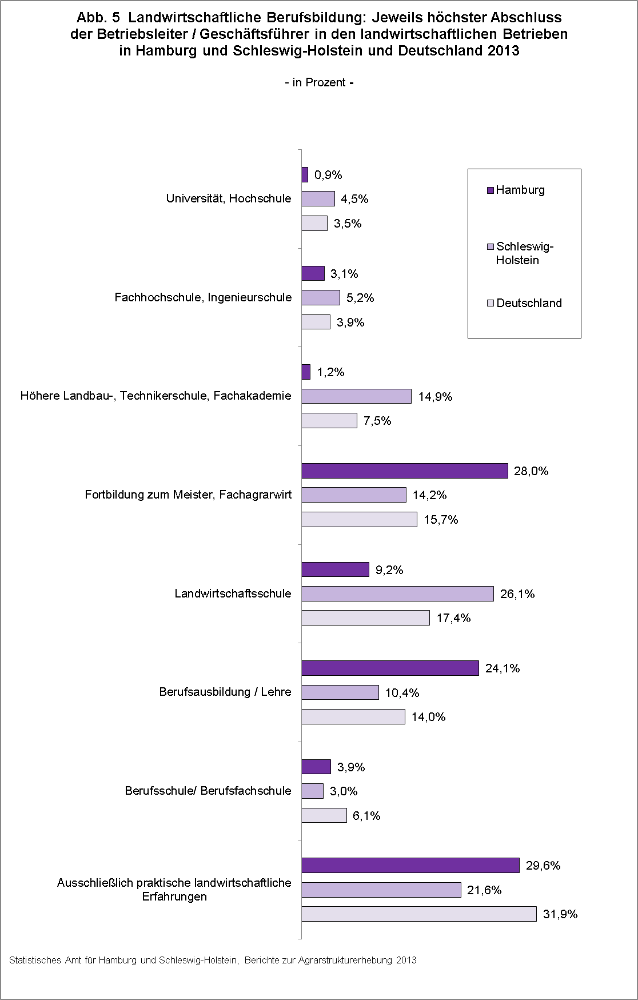 Abb. 5  Landwirtschaftliche Berufsbildung: Jeweils höchster Abschluss
der Betriebsleiter / Geschäftsführer in den landwirtschaftlichen Betrieben
in Hamburg und Schleswig-Holstein und Deutschland 2013
- in Prozent -
Hamburg
Schleswig-
Holstein
Deutschland
0,9%
Universität, Hochschule
4,5%
3,5%
3,1%
Fachhochschule, Ingenieurschule
5,2%
3,9%
1,2%
Höhere Landbau-, Technikerschule, Fachakademie
14,9%
7,5%
28,0%
Fortbildung zum Meister, Fachagrarwirt
14,2%
15,7%
9,2%
Landwirtschaftsschule
26,1%
17,4%
24,1%
Berufsausbildung / Lehre
10,4%
14,0%
3,9%
Berufsschule/ Berufsfachschule
3,0%
6,1%
29,6%
Ausschließlich praktische landwirtschaftliche
Erfahrungen
21,6%
31,9%
Statistisches Amt für Hamburg und Schleswig-Holstein,  Berichte zur Agrarstrukturerhebung 2013